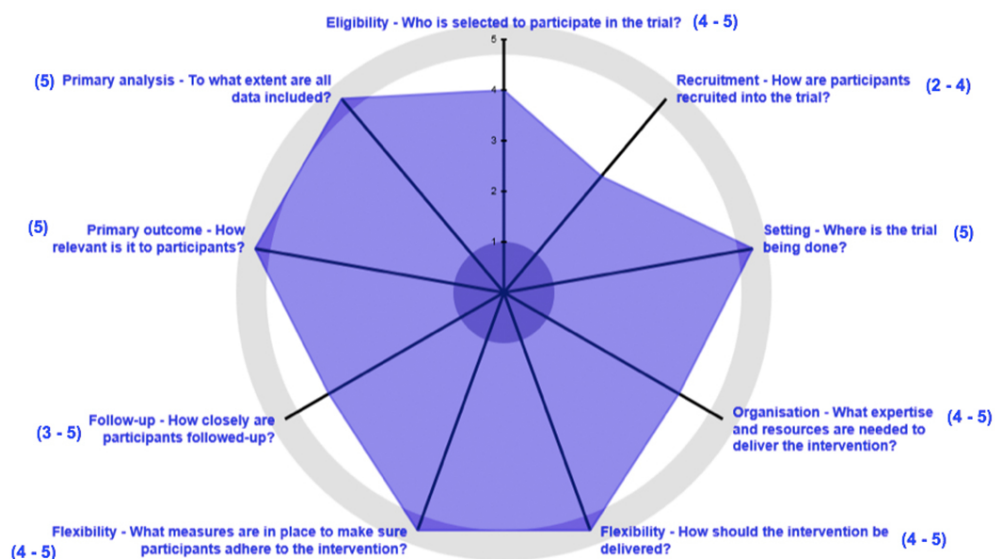 Eligibility - Who is selected to participate in the trial? (4 - 5)
5
4
3
2
1
Recruitment - How are participants
recruited into the trial?
(2 - 4)
Setting - Where is the trial
being done?
(5)
Organisation - What expertise
and resources are needed to
deliver the intervention?
(4 - 5)
Flexibility - How should the intervention be
delivered?
(4 - 5)
Flexibility - What measures are in place to make sure
participants adhere to the intervention?
(4 - 5)
Follow-up - How closely are
participants followed-up?
(3 - 5)
Primary outcome - How
relevant is it to participants?
(5)
Primary analysis - To what extent are all
data included?
(5)